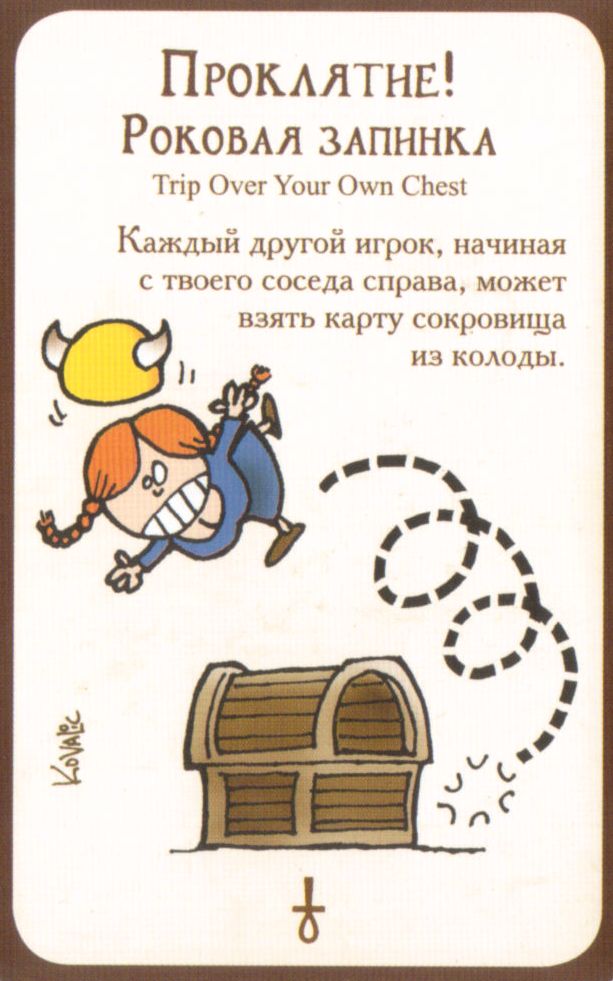 Проклятие!
Роковая запинка
Trip Over Your Own Chest
Каждый другой игрок, начиная
с твоего соседа справа, может
взять карту сокровища
из колоды.
Kovalic